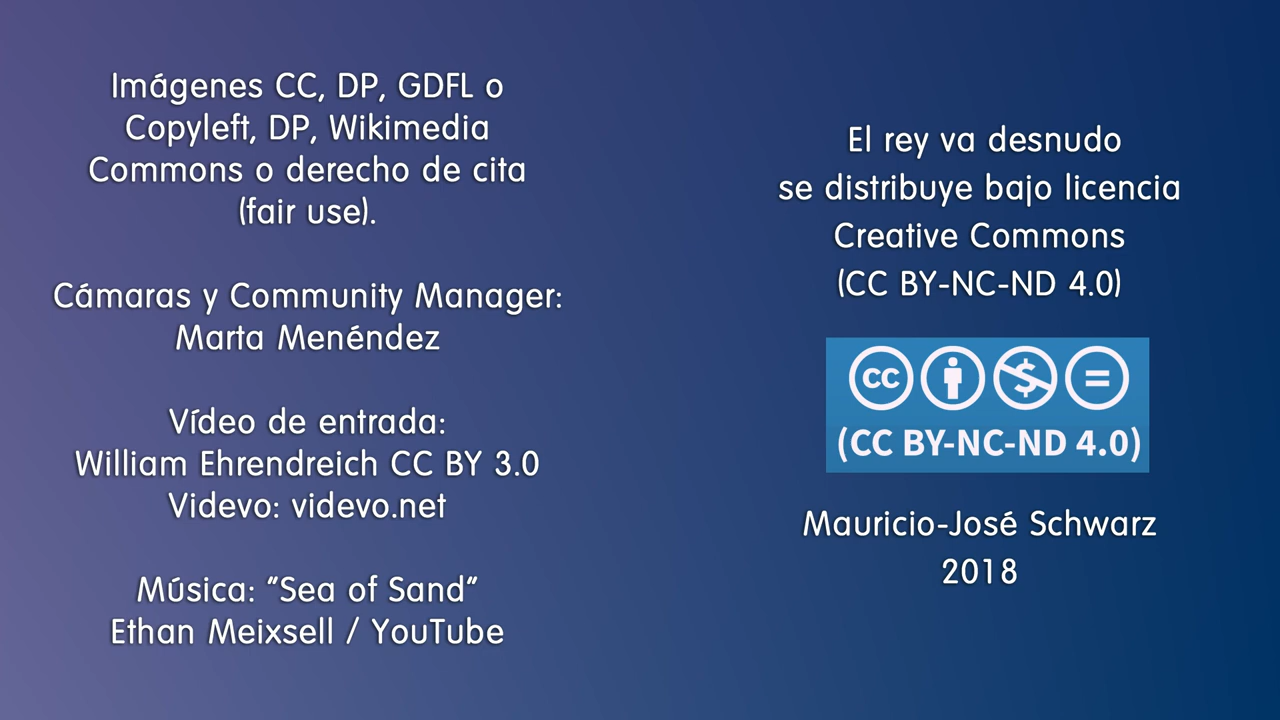 Imágenes CC, DP, GDFL o
Copyleft, DP, Wikimedia
Commons o derecho de cita
(fair use).
Cámaras y Community Manager:
Marta Menéndez
Vídeo de entrada:
William Ehrendreich CC BY 3.0
Videvo: videvo.net
Música: "Sea of Sand"
Ethan Meixsell / YouTube
El rey va desnudo
se distribuye bajo licencia
Creative Commons
(CC BY-NC-ND 4.0)
cc $ =
(CC BY-NC-ND 4.0)
Mauricio-José Schwarz
2018